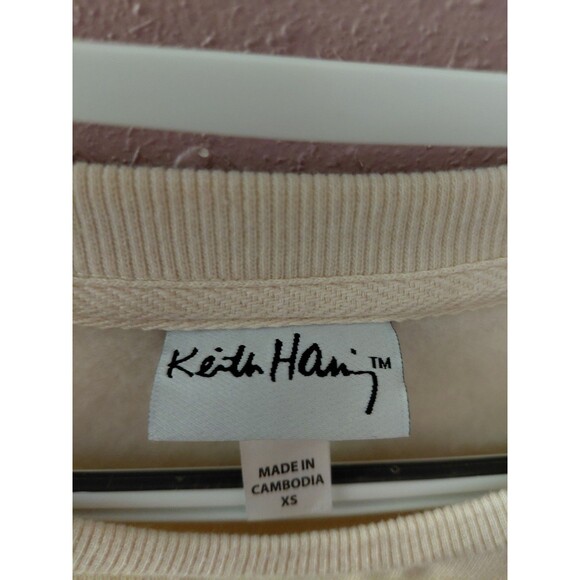 Keith Haring™
MADE IN
CAMBODIA
XS